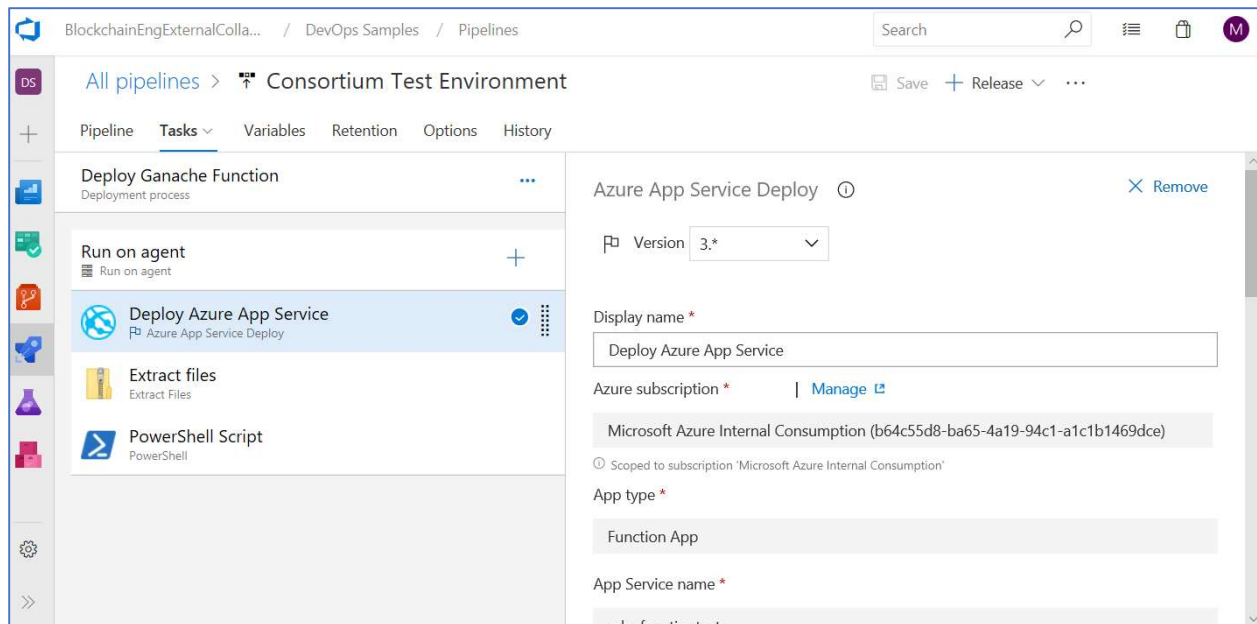 BlockchainEngExternalColla... / DevOps Samples / Pipelines
Search
M
DS
All pipelines > Consortium Test Environment
Save
Release
Pipeline Tasks Variables Retention Options History
Deploy Ganache Function
Deployment process
Run on agent
Run on agent
Deploy Azure App Service
Azure App Service Deploy
Extract files
Extract Files
PowerShell Script
PowerShell
Azure App Service Deploy
Remove
Version 3.*
Display name *
Deploy Azure App Service
Azure subscription * | Manage
Microsoft Azure Internal Consumption (b64c55d8-ba65-4a19-94c1-a1c1b1469dce)
Scoped to subscription 'Microsoft Azure Internal Consumption'
App type *
Function App
App Service name *